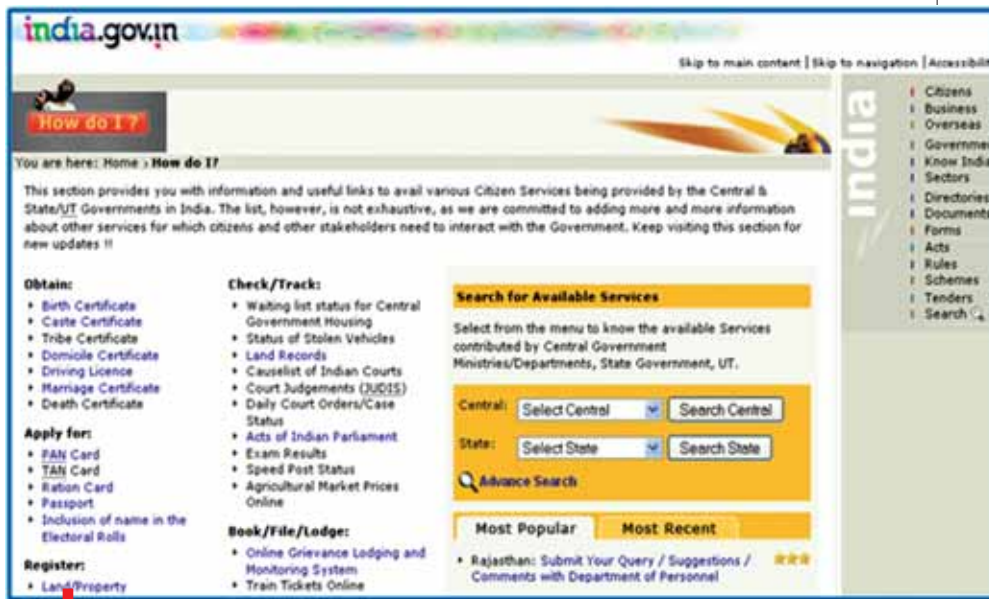 india.gov.in
Skip to main content | Skip to navigation | Accessibilit
How do I ?
You are here: Home › How do I?
This section provides you with information and useful links to avail various Citizen Services being provided by the Central &
State/UT Governments in India. The list, however, is not exhaustive, as we are committed to adding more and more information
about other services for which citizens and other stakeholders need to interact with the Government. Keep visiting this section for
new updates !!
Obtain:
Birth Certificate
Caste Certificate
Tribe Certificate
Domicile Certificate
Driving Licence
Marriage Certificate
Death Certificate
Apply for:
PAN Card
TAN Card
Ration Card
Passport
Inclusion of name in the
Electoral Rolls
Register:
Land/Property
Check/Track:
Waiting list status for Central
Government Housing
Status of Stolen Vehicles
Land Records
Causelist of Indian Courts
Court Judgements (JUDIS)
Daily Court Orders/Case
Status
Acts of Indian Parliament
Exam Results
Speed Post Status
Agricultural Market Prices
Online
Book/File/Lodge:
Online Grievance Lodging and
Monitoring System
Train Tickets Online
Search for Available Services
Select from the menu to know the available Services
contributed by Central Government
Ministries/Departments, State Government, UT.
Central: Select Central Search Central
State: Select State Search State
Advance Search
Most Popular Most Recent
Rajasthan: Submit Your Query / Suggestions /
Comments with Department of Personnel
india
Citizens
Business
Overseas
Governme
Know India
Sectors
Directories
Documents
Forms
Acts
Rules
Schemes
Tenders
Search